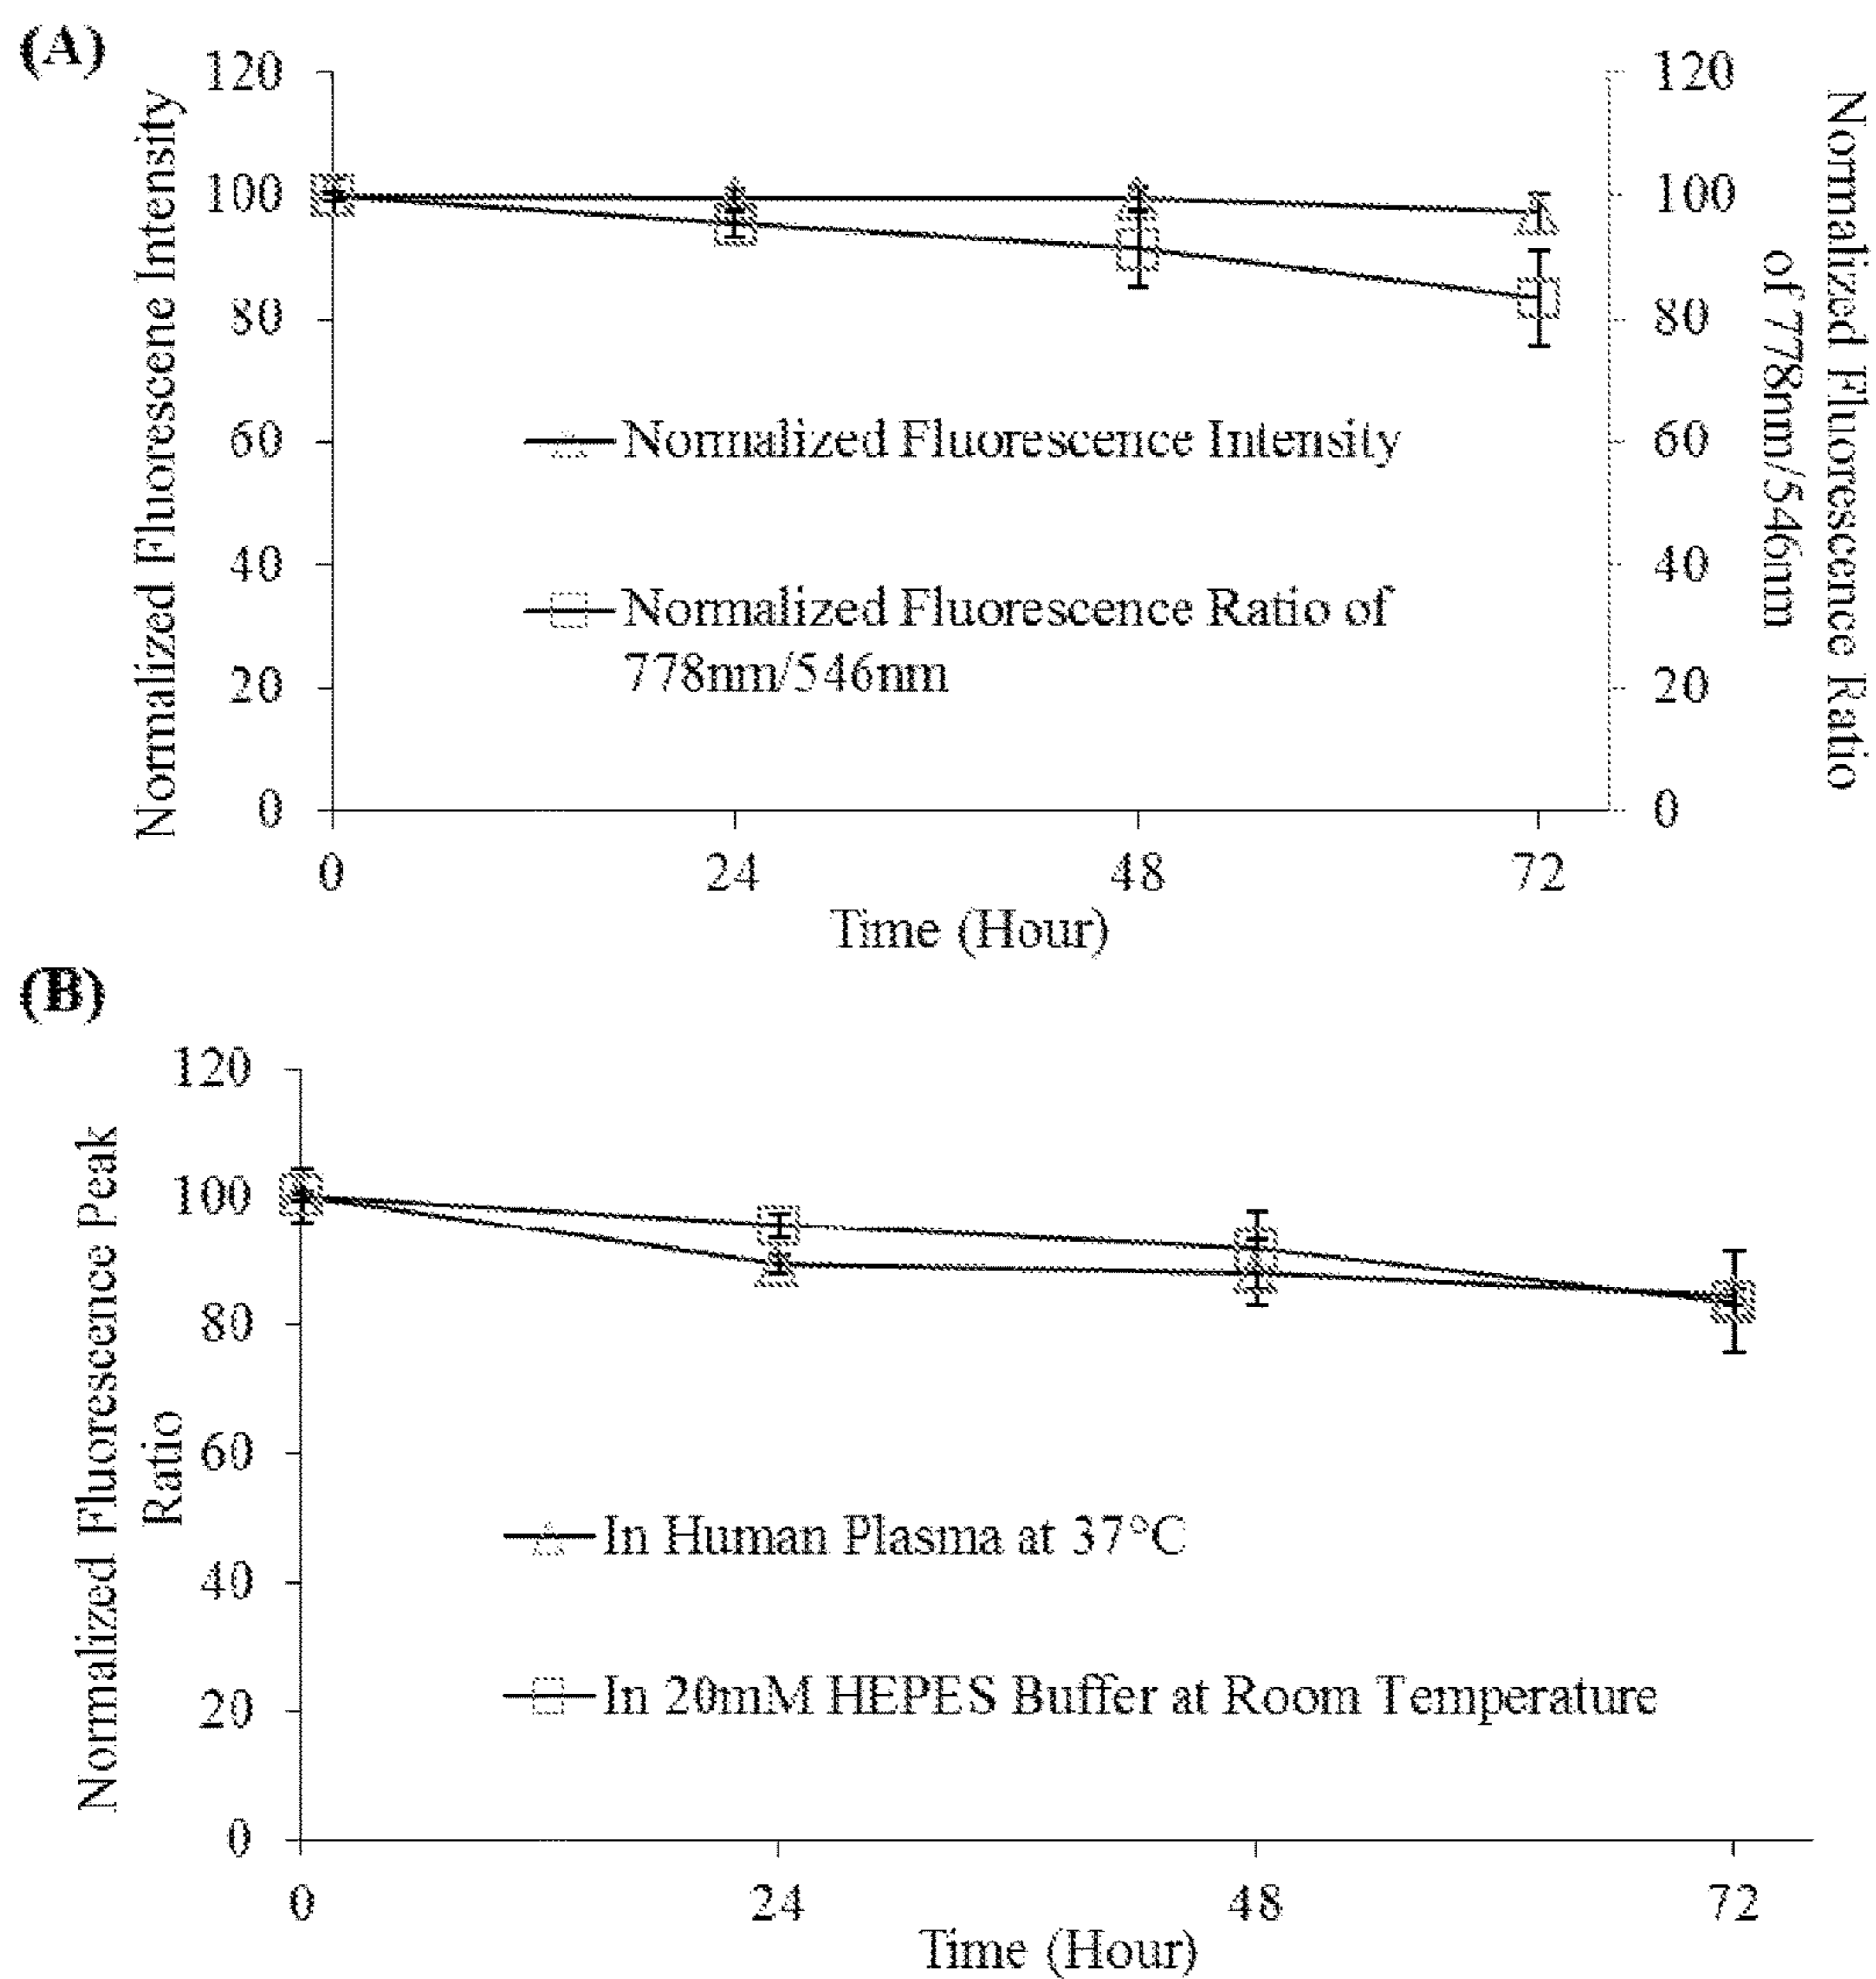 (A)
120
100
80
60
40
20
0
Normalized Fluorescene Intensity
120
100
80
60
40
20
0
Normalized Fluorescence Ratio
of 778nm/546nm
Normalized Fluorescence Intensity
Normalized Fluorescence Ratio of
778nm/546nm
0 24 48 72
Time (Hour)
(B)
120
100
80
60
40
20
0
Normalized Fluorescence Peak
Ratio
In Human Plasma at 37°C
In 20mM HEPES Buffer at Room Temperature
0 24 48 72
Time (Hour)